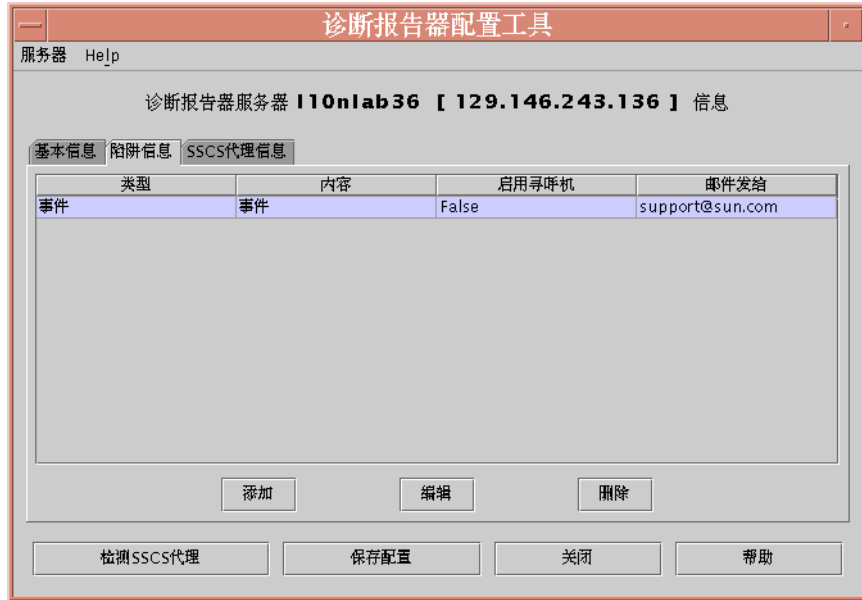 诊断报告器配置工具
服务器 Help
诊断报告器服务器 l10nlab36 [ 129.146.243.136 ] 信息
基本信息 陷阱信息 SSCS代理信息
类型 内容 启用寻呼机 邮件发给
事件 事件 False support@sun.com
添加 编辑 删除
检测SSCS代理 保存配置 关闭 帮助